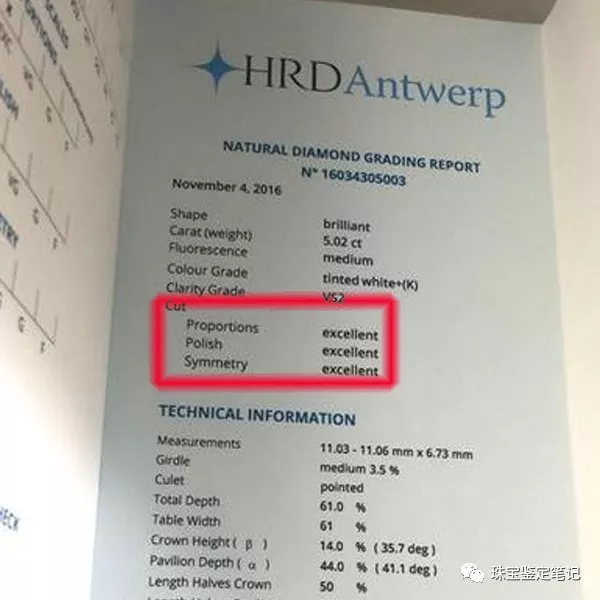 HRDAntwerp
NATURAL DIAMOND GRADING REPORT
N° 16034305003
November 4, 2016
Shape brilliant
Carat (weight) 5.02 ct
Fluorescence medium
Colour Grade tinted white+(K)
Clarity Grade VS2
Cut
Proportions excellent
Polish excellent
Symmetry excellent
TECHNICAL INFORMATION
Measurements 11.03 - 11.06 mm x 6.73 mm
Girdle medium 3.5 %
Culet pointed
Total Depth 61.0 %
Table Width 61 %
Crown Height ( β ) 14.0 % ( 35.7 deg )
Pavilion Depth ( α ) 44.0 % ( 41.1 deg )
Length Halves Crown 50 %
VG
G
F
VG
G
F
G
F
珠宝鉴定笔记